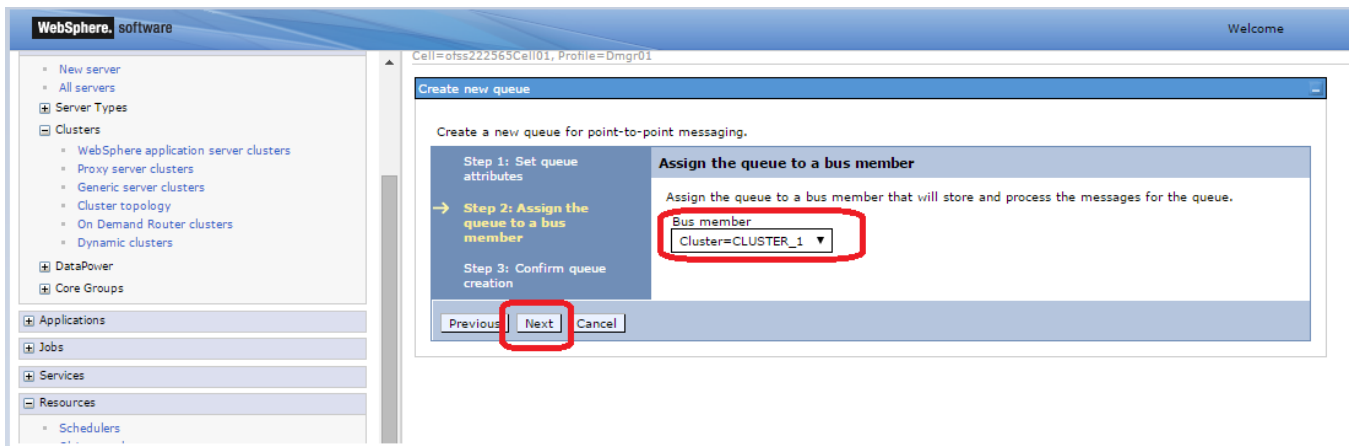 WebSphere. software
Welcome
New server
All servers
Server Types
Clusters
WebSphere application server clusters
Proxy server clusters
Generic server clusters
Cluster topology
On Demand Router clusters
Dynamic clusters
DataPower
Core Groups
Applications
Jobs
Services
Resources
Schedulers
Cell=ofss222565Cell01, Profile=Dmgr01
Create new queue
Create a new queue for point-to-point messaging.
Step 1: Set queue
attributes
Step 2: Assign the
queue to a bus
member
Step 3: Confirm queue
creation
Assign the queue to a bus member
Assign the queue to a bus member that will store and process the messages for the queue.
Bus member
Cluster=CLUSTER_1
Previous Next Cancel